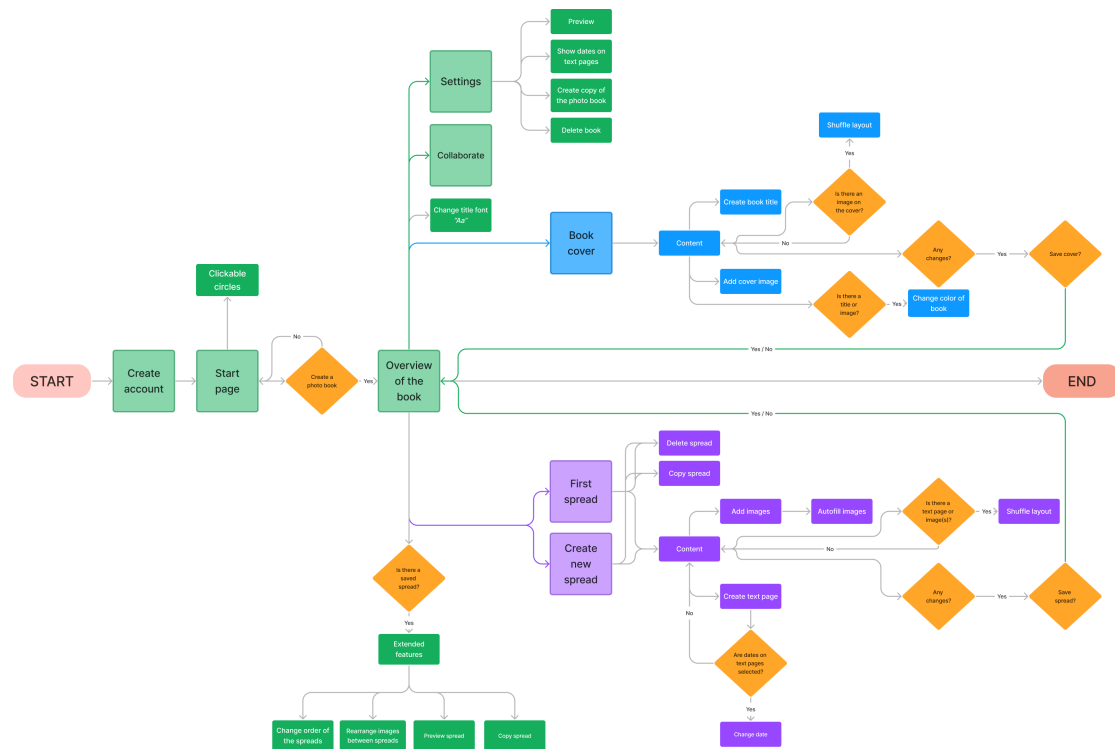 Preview
Show dates on
text pages
Settings
Create copy of
the photo book
Delete book
Collaborate
Change title font
"Aa"
Shuffle layout
Yes
Is there an
image on
the cover?
Create book title
Book
cover
Content
No
Any
changes?
Yes
Save cover?
Add cover image
Is there a
title or
image?
Yes
Change color of
book
Clickable
circles
No
Yes / No
START
Create
account
Start
page
Create a
photo book
Yes
Overview
of the
book
END
Yes / No
Delete spread
First
spread
Copy spread
Add images
Autofill images
Is there a
text page or
image(s)?
Yes
Shuffle layout
Create
new
spread
Content
No
Is there a
saved
spread?
Create text page
Any
changes?
Yes
Save
spread?
No
Yes
Extended
features
Are dates on
text pages
selected?
Yes
Change order of
the spreads
Rearrange images
between spreads
Preview spread
Copy spread
Change date